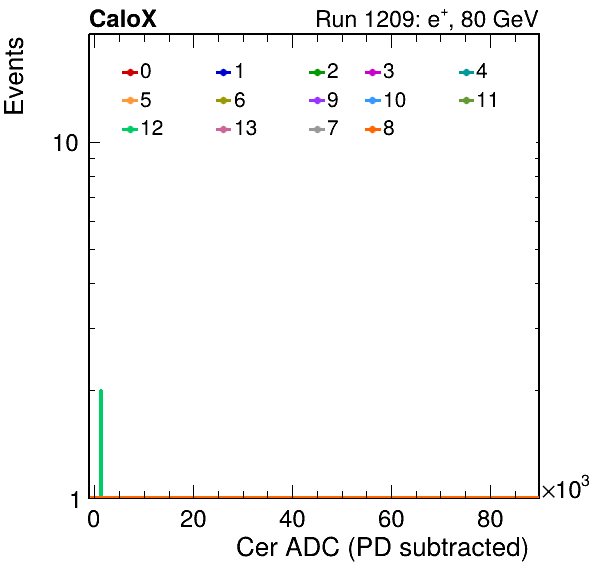 CaloX Run 1209: e+, 80 GeV
Events
0 1 2 3 4
5 6 9 10 11
12 13 7 8
10
1
0 20 40 60 80 ×10³
Cer ADC (PD subtracted)